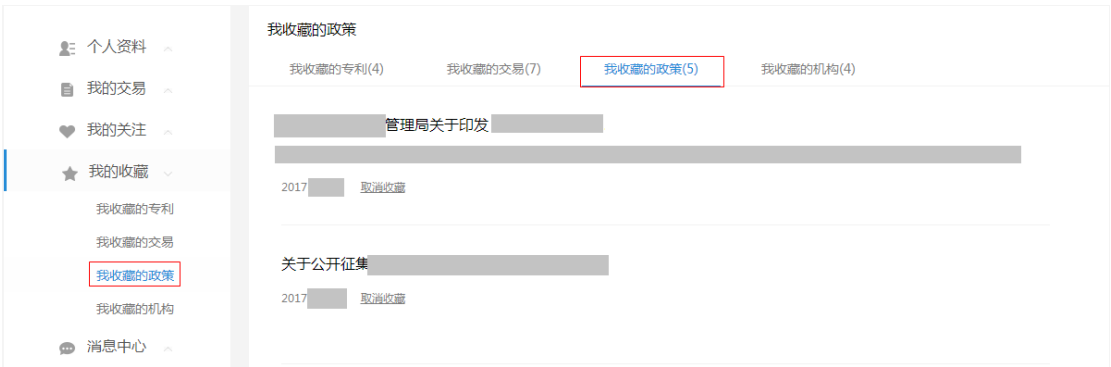 个人资料
我的交易
我的关注
我的收藏
我收藏的专利
我收藏的交易
我收藏的政策
我收藏的机构
消息中心
我收藏的政策
我收藏的专利(4) 我收藏的交易(7) 我收藏的政策(5) 我收藏的机构(4)
管理局关于印发
2017 取消收藏
关于公开征集
2017 取消收藏